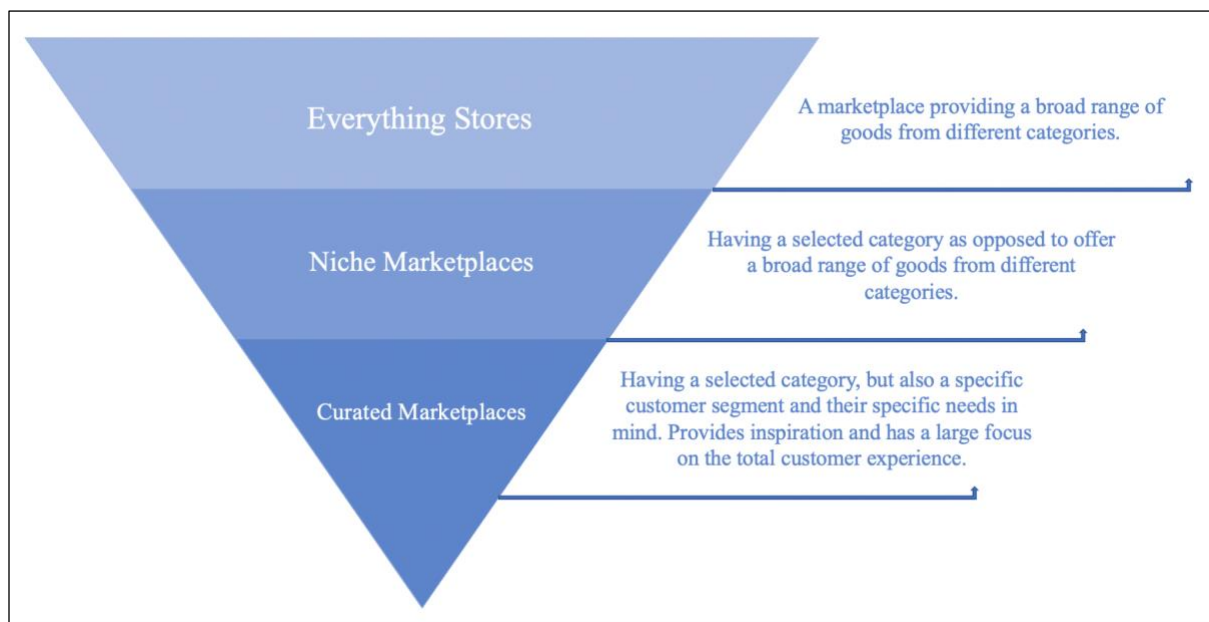 Everything Stores
A marketplace providing a broad range of
goods from different categories.
Niche Marketplaces
Having a selected category as opposed to offer
a broad range of goods from different
categories.
Curated Marketplaces
Having a selected category, but also a specific
customer segment and their specific needs in
mind. Provides inspiration and has a large focus
on the total customer experience.